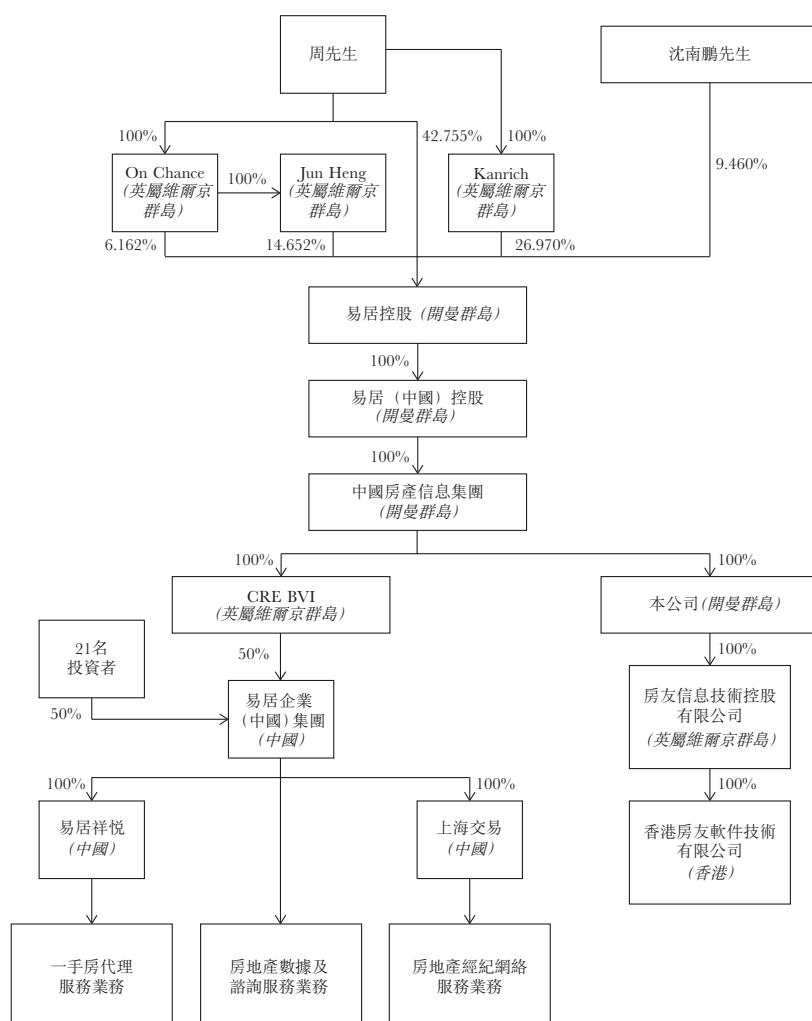 周先生
沈南鵬先生
100%
42.755%
100%
9.460%
On Chance
(英屬維爾京
群島)
100%
Jun Heng
(英屬維爾京
群島)
Kanrich
(英屬維爾京
群島)
6.162%
14.652%
26.970%
易居控股 (開曼群島)
100%
易居（中國）控股
(開曼群島)
100%
中國房產信息集團
(開曼群島)
100%
100%
CRE BVI
(英屬維爾京群島)
本公司(開曼群島)
21名
投資者
50%
100%
50%
易居企業
（中國）集團
(中國)
房友信息技術控股
有限公司
(英屬維爾京群島)
100%
100%
100%
易居祥悦
(中國)
上海交易
(中國)
香港房友軟件技術
有限公司
(香港)
一手房代理
服務業務
房地產數據及
諮詢服務業務
房地產經紀網絡
服務業務